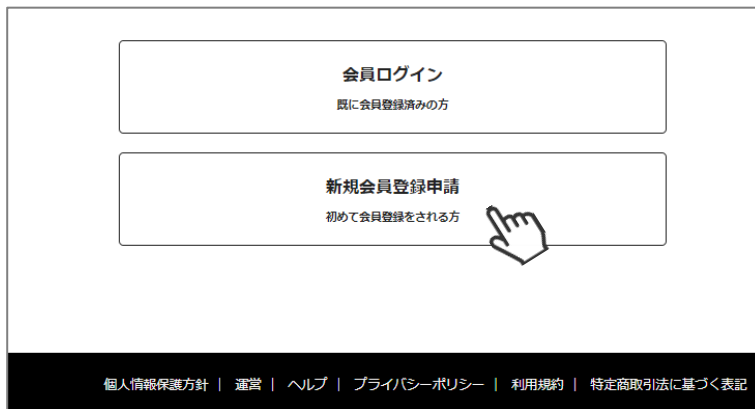 会員ログイン
既に会員登録済みの方
新規会員登録申請
初めて会員登録をされる方
個人情報保護方針 | 運営 | ヘルプ | プライバシーポリシー | 利用規約 | 特定商取引法に基づく表記